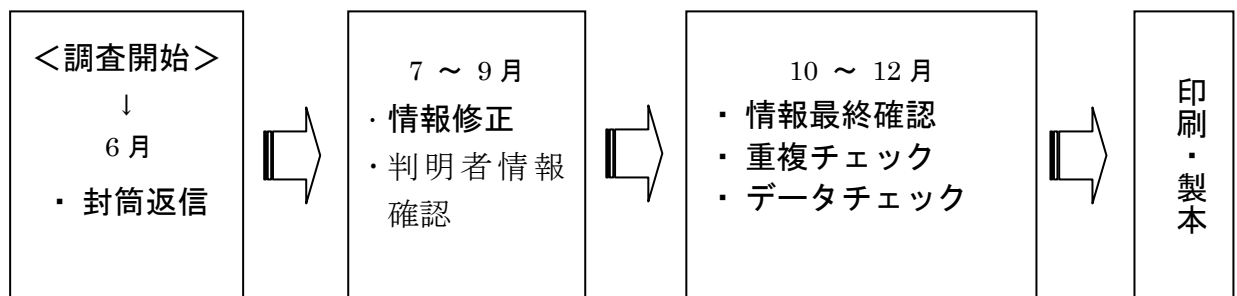 ＜調査開始＞
↓
6月
・封筒返信
7 ～ 9月
・情報修正
・判明者情報
確認
10 ～ 12月
・情報最終確認
・重複チェック
・データチェック
印刷・製本